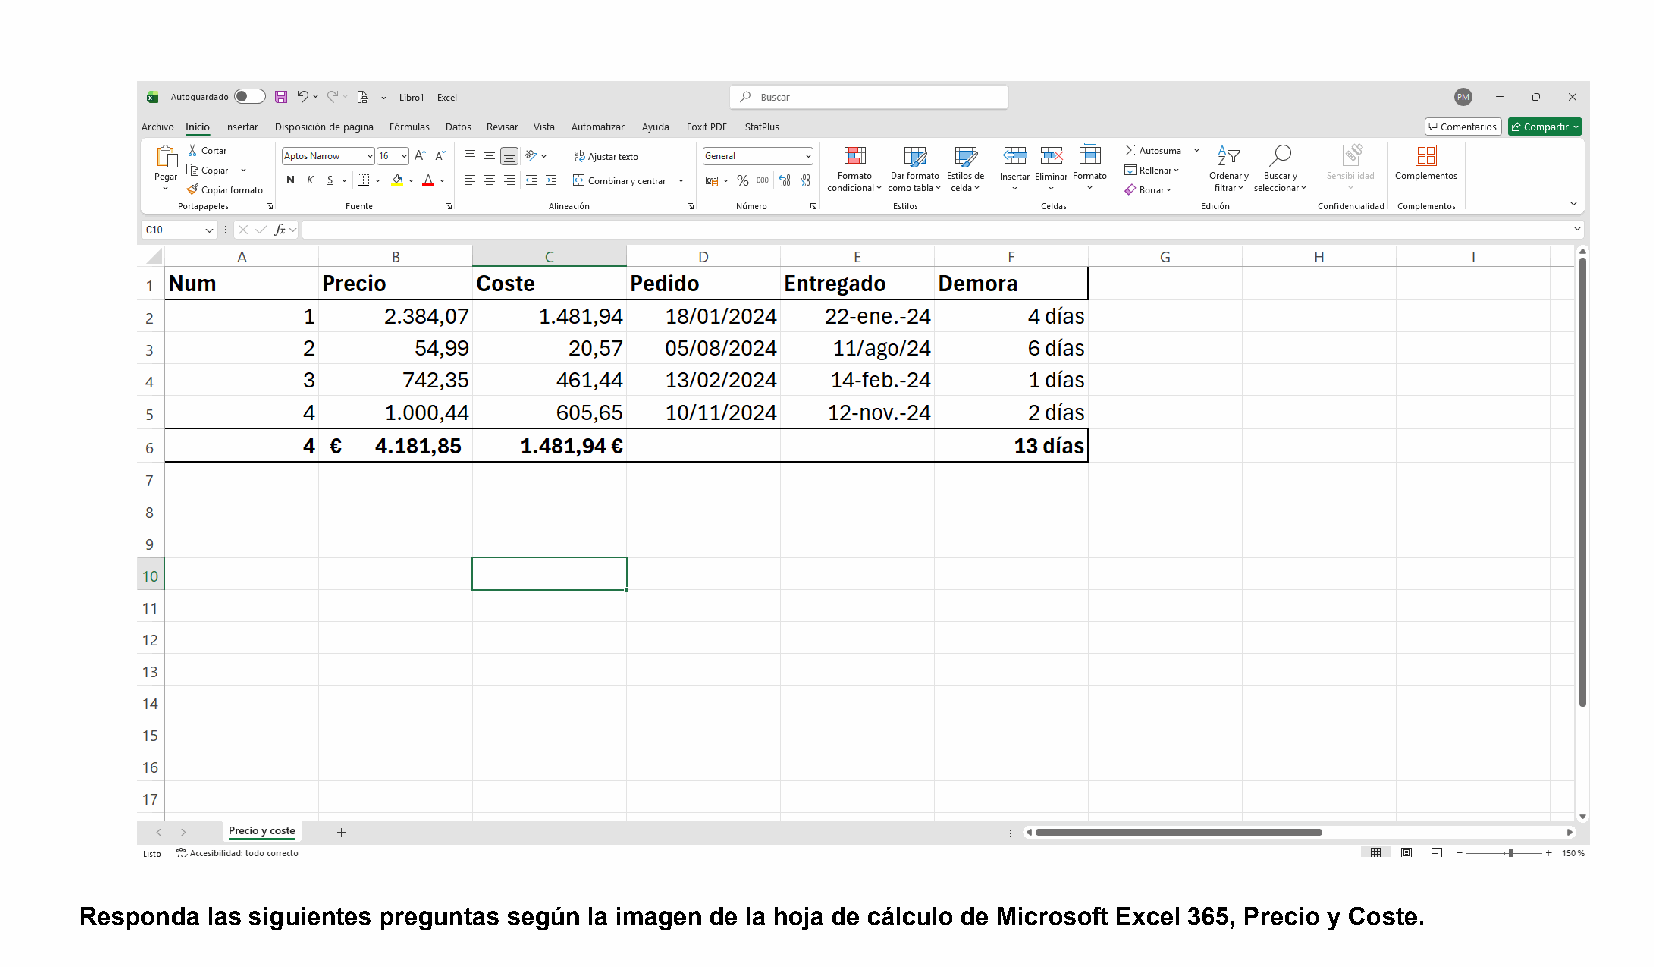 Autoguardado Libro1 Excel Buscar PM
Archivo Inicio Insertar Disposición de página Fórmulas Datos Revisar Vista Automatizar Ayuda Foxit PDF StatPlus Comentarios Compartir
Pegar Cortar Copiar Copiar formato Portapapeles
Aptos Narrow 16 N K S Fuente
Ajustar texto Combinar y centrar Alineación
General % 000 Número
Formato condicional Dar formato como tabla Estilos de celda Estilos
Insertar Eliminar Formato Celdas
Autosuma Rellenar Borrar Ordenar y filtrar Buscar y seleccionar Edición
Sensibilidad Confidencialidad
Complementos Complementos
C10 fx
A B C D E F G H I
1 Num Precio Coste Pedido Entregado Demora
2 1 2.384,07 1.481,94 18/01/2024 22-ene.-24 4 días
3 2 54,99 20,57 05/08/2024 11/ago/24 6 días
4 3 742,35 461,44 13/02/2024 14-feb.-24 1 días
5 4 1.000,44 605,65 10/11/2024 12-nov.-24 2 días
6 4 € 4.181,85 1.481,94 € 13 días
7
8
9
10
11
12
13
14
15
16
17
Precio y coste +
Listo Accesibilidad: todo correcto 150 %
Responda las siguientes preguntas según la imagen de la hoja de cálculo de Microsoft Excel 365, Precio y Coste.